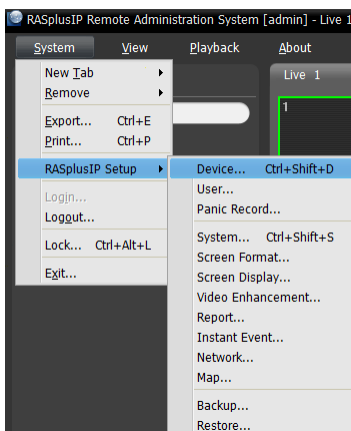 RASplusIP Remote Administration System [admin] - Live 1
System View Playback About
New Tab
Remove
Export... Ctrl+E
Print... Ctrl+P
RASplusIP Setup
Login...
Logout...
Lock... Ctrl+Alt+L
Exit...
Live 1
1
Device... Ctrl+Shift+D
User...
Panic Record...
System... Ctrl+Shift+S
Screen Format...
Screen Display...
Video Enhancement...
Report...
Instant Event...
Network...
Map...
Backup...
Restore...